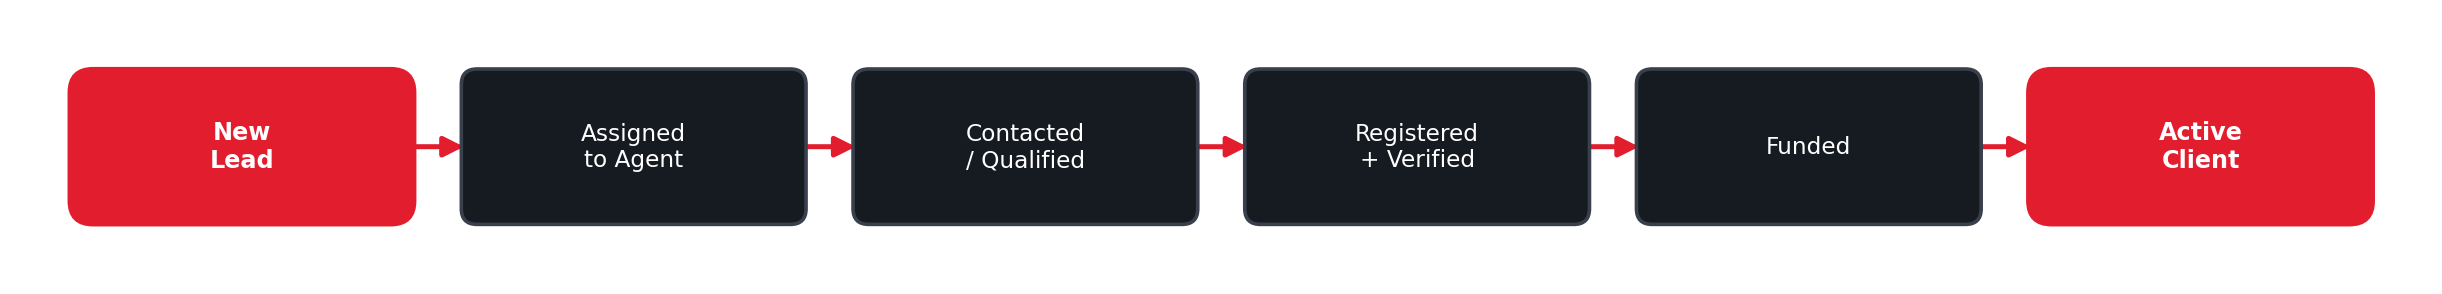 New
Lead
Assigned
to Agent
Contacted
/ Qualified
Registered
+ Verified
Funded
Active
Client